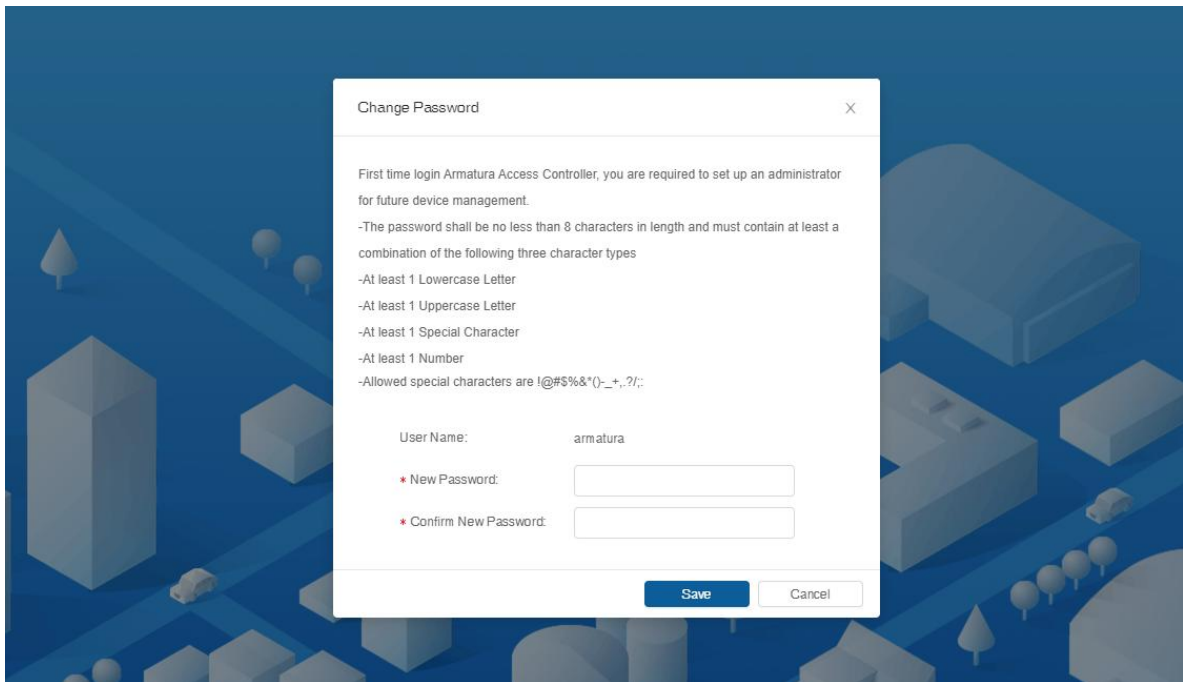 Change Password
X
First time login Armatura Access Controller, you are required to set up an administrator
for future device management.
-The password shall be no less than 8 characters in length and must contain at least a
combination of the following three character types
-At least 1 Lowercase Letter
-At least 1 Uppercase Letter
-At least 1 Special Character
-At least 1 Number
-Allowed special characters are !@#$%&*()-_+,.?/;:
User Name: armatura
* New Password:
* Confirm New Password:
Save Cancel